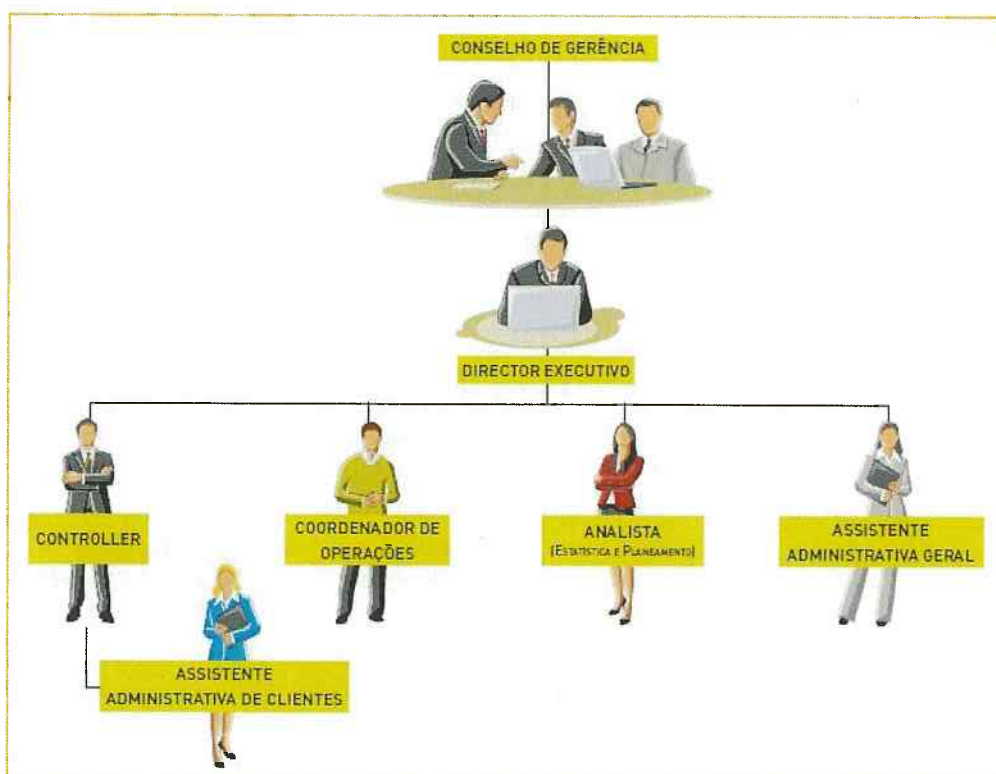 CONSELHO DE GERÊNCIA
DIRECTOR EXECUTIVO
CONTROLLER
COORDENADOR DE
OPERAÇÕES
ANALISTA
(ESTATÍSTICA E PLANEAMENTO)
ASSISTENTE
ADMINISTRATIVA GERAL
ASSISTENTE
ADMINISTRATIVA DE CLIENTES